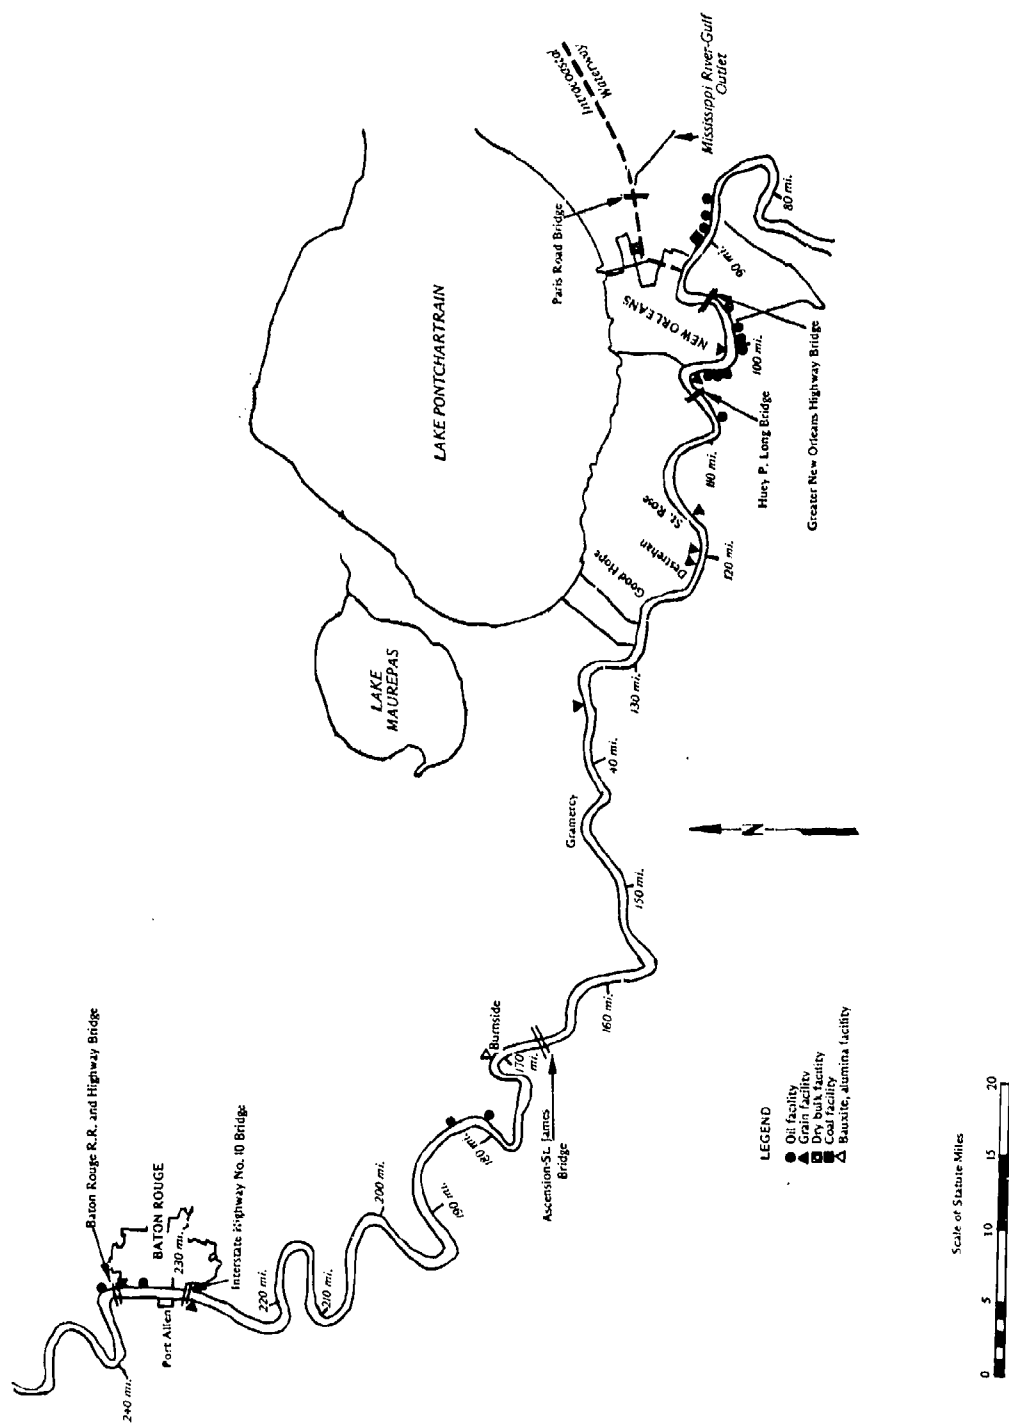 Baton Rouge R.R. and Highway Bridge
BATON ROUGE
230 mi.
Port Allen
240 mi.
Interstate Highway No. 10 Bridge
220 mi.
210 mi.
200 mi.
190 mi.
180 mi.
Burnside
170
mi.
Ascension-St. James
Bridge
160 mi.
150 mi.
Gramercy
40 mi.
130 mi.
LAKE
MAUREPAS
LAKE PONTCHARTRAIN
Good Hope
Destrehan
St. Rose
120 mi.
110 mi.
Huey P. Long Bridge
100 mi.
Greater New Orleans Highway Bridge
NEW ORLEANS
90 mi.
80 mi.
Paris Road Bridge
Intracoastal
Waterway
Mississippi River-Gulf
Outlet
N
LEGEND
Oil facility
Grain facility
Dry bulk facility
Coal facility
Bauxite, alumina facility
Scale of Statute Miles
0 5 10 15 20